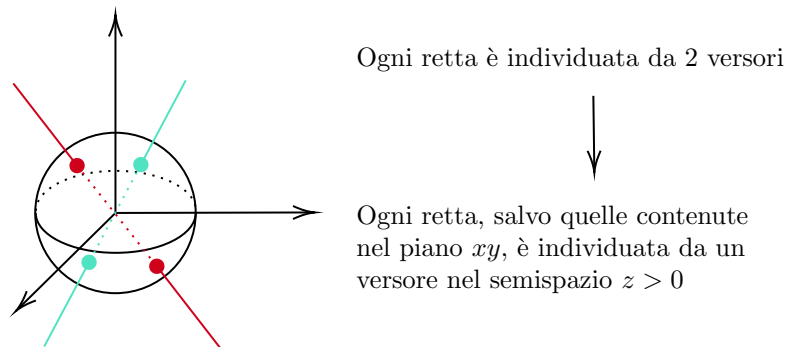 Ogni retta è individuata da 2 versori
Ogni retta, salvo quelle contenute
nel piano xy, è individuata da un
versore nel semispazio z > 0